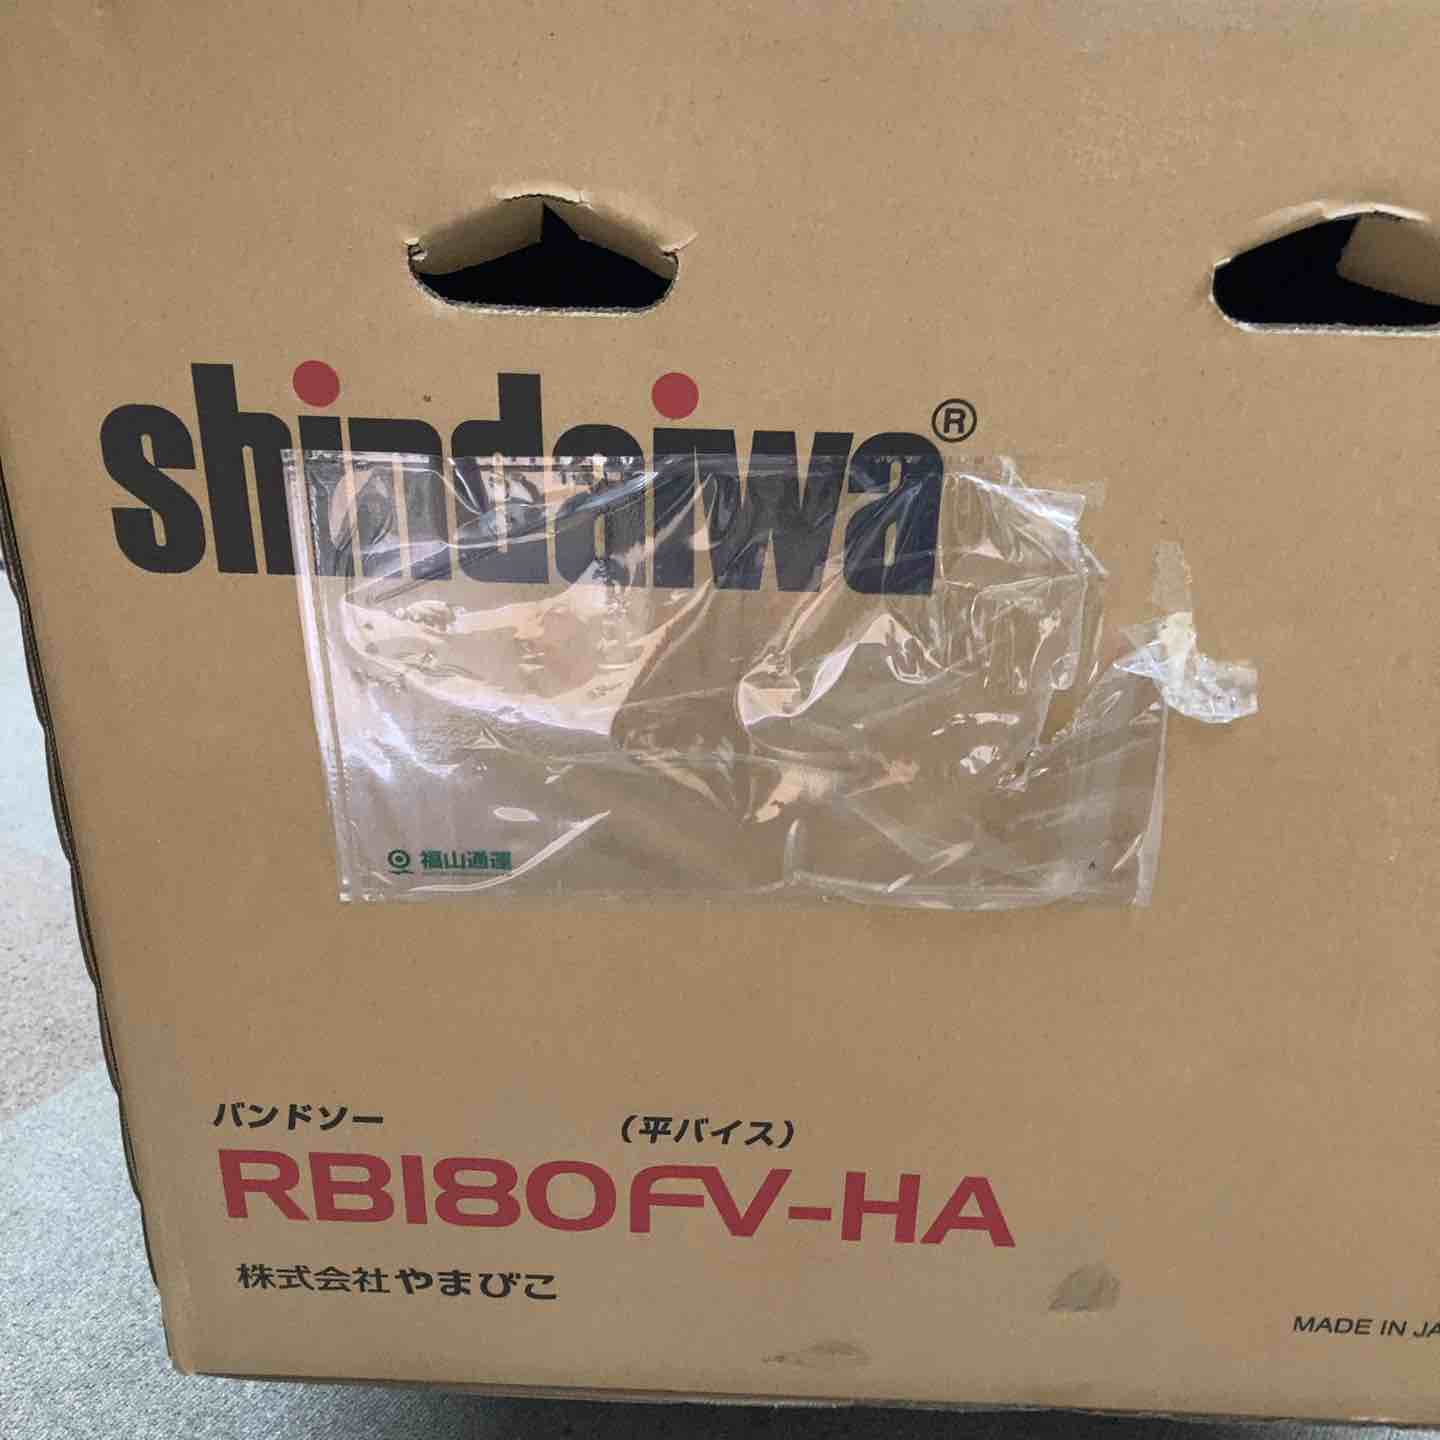 shindaiwa®
福山通運
バンドソー (平バイス)
RB180FV-HA
株式会社やまびこ
MADE IN JA